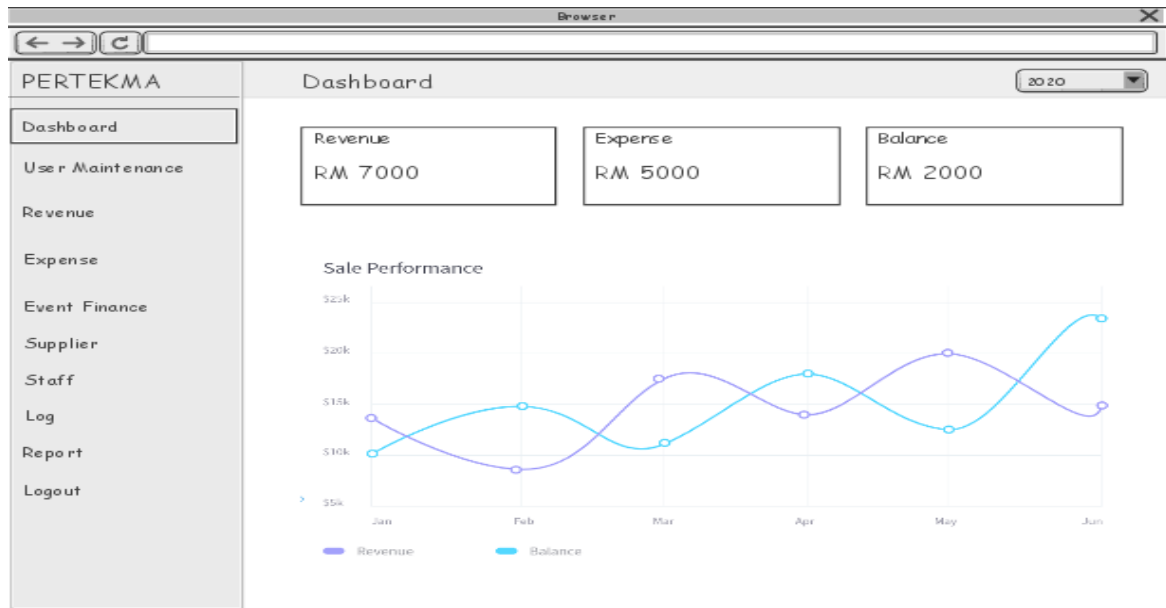 Browser
PERTEKMA
Dashboard
2020
Dashboard
User Maintenance
Revenue
Expense
Event Finance
Supplier
Staff
Log
Report
Logout
Revenue
RM 7000
Expense
RM 5000
Balance
RM 2000
Sale Performance
$25k
$20k
$15k
$10k
$5k
Jan Feb Mar Apr May Jun
Revenue Balance